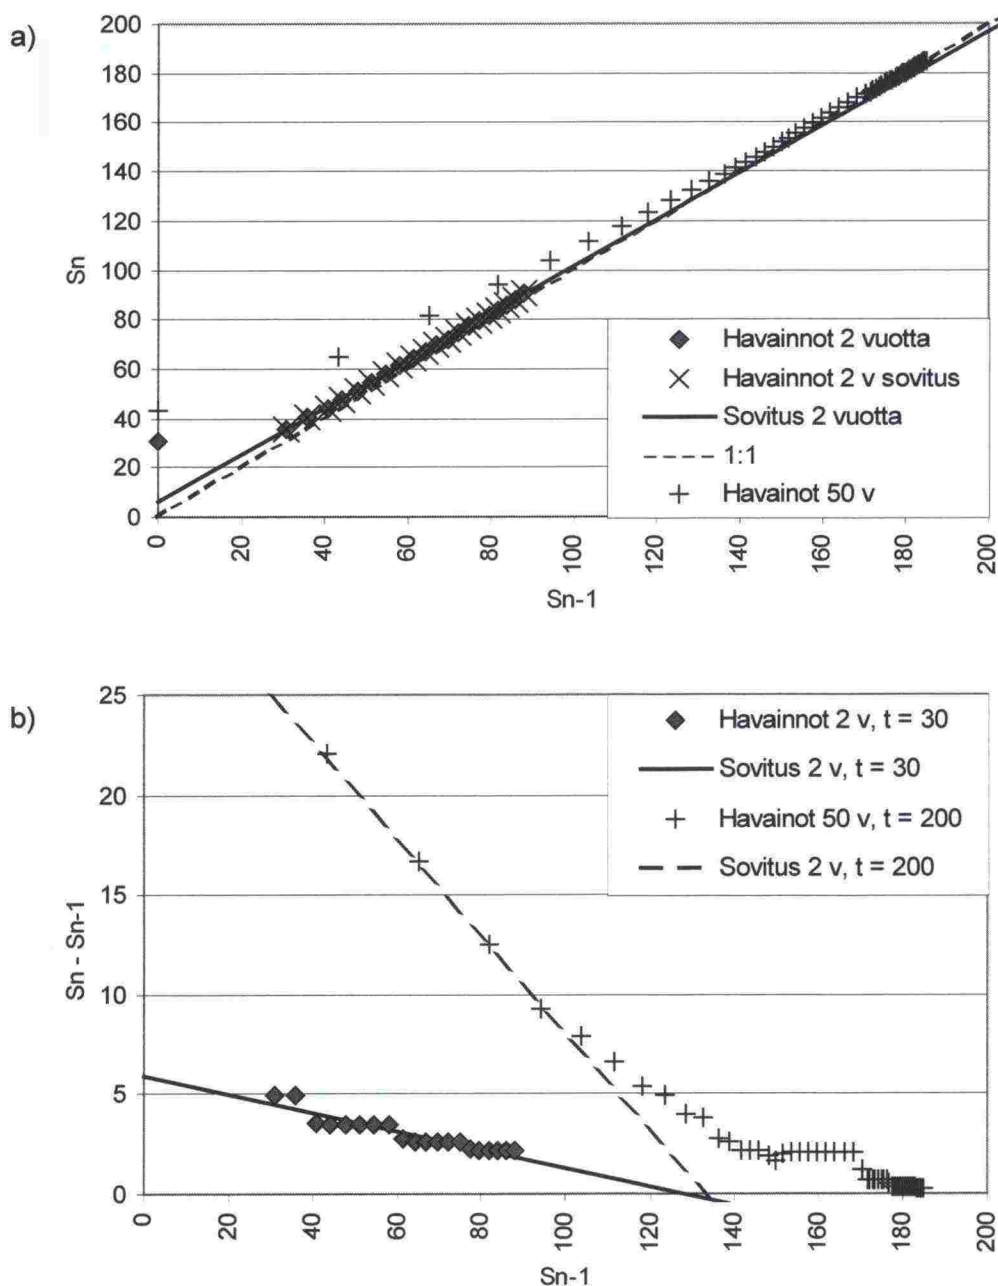 a)
200
180
160
140
120
100
80
60
40
20
0
Sn
0
20
40
60
80
100
120
140
160
180
200
Sn-1
Havainnot 2 vuotta
Havainnot 2 v sovitus
Sovitus 2 vuotta
1:1
Havainot 50 v
b)
25
20
15
10
5
0
Sn - Sn-1
0
20
40
60
80
100
120
140
160
180
200
Sn-1
Havainnot 2 v, t = 30
Sovitus 2 v, t = 30
Havainot 50 v, t = 200
Sovitus 2 v, t = 200